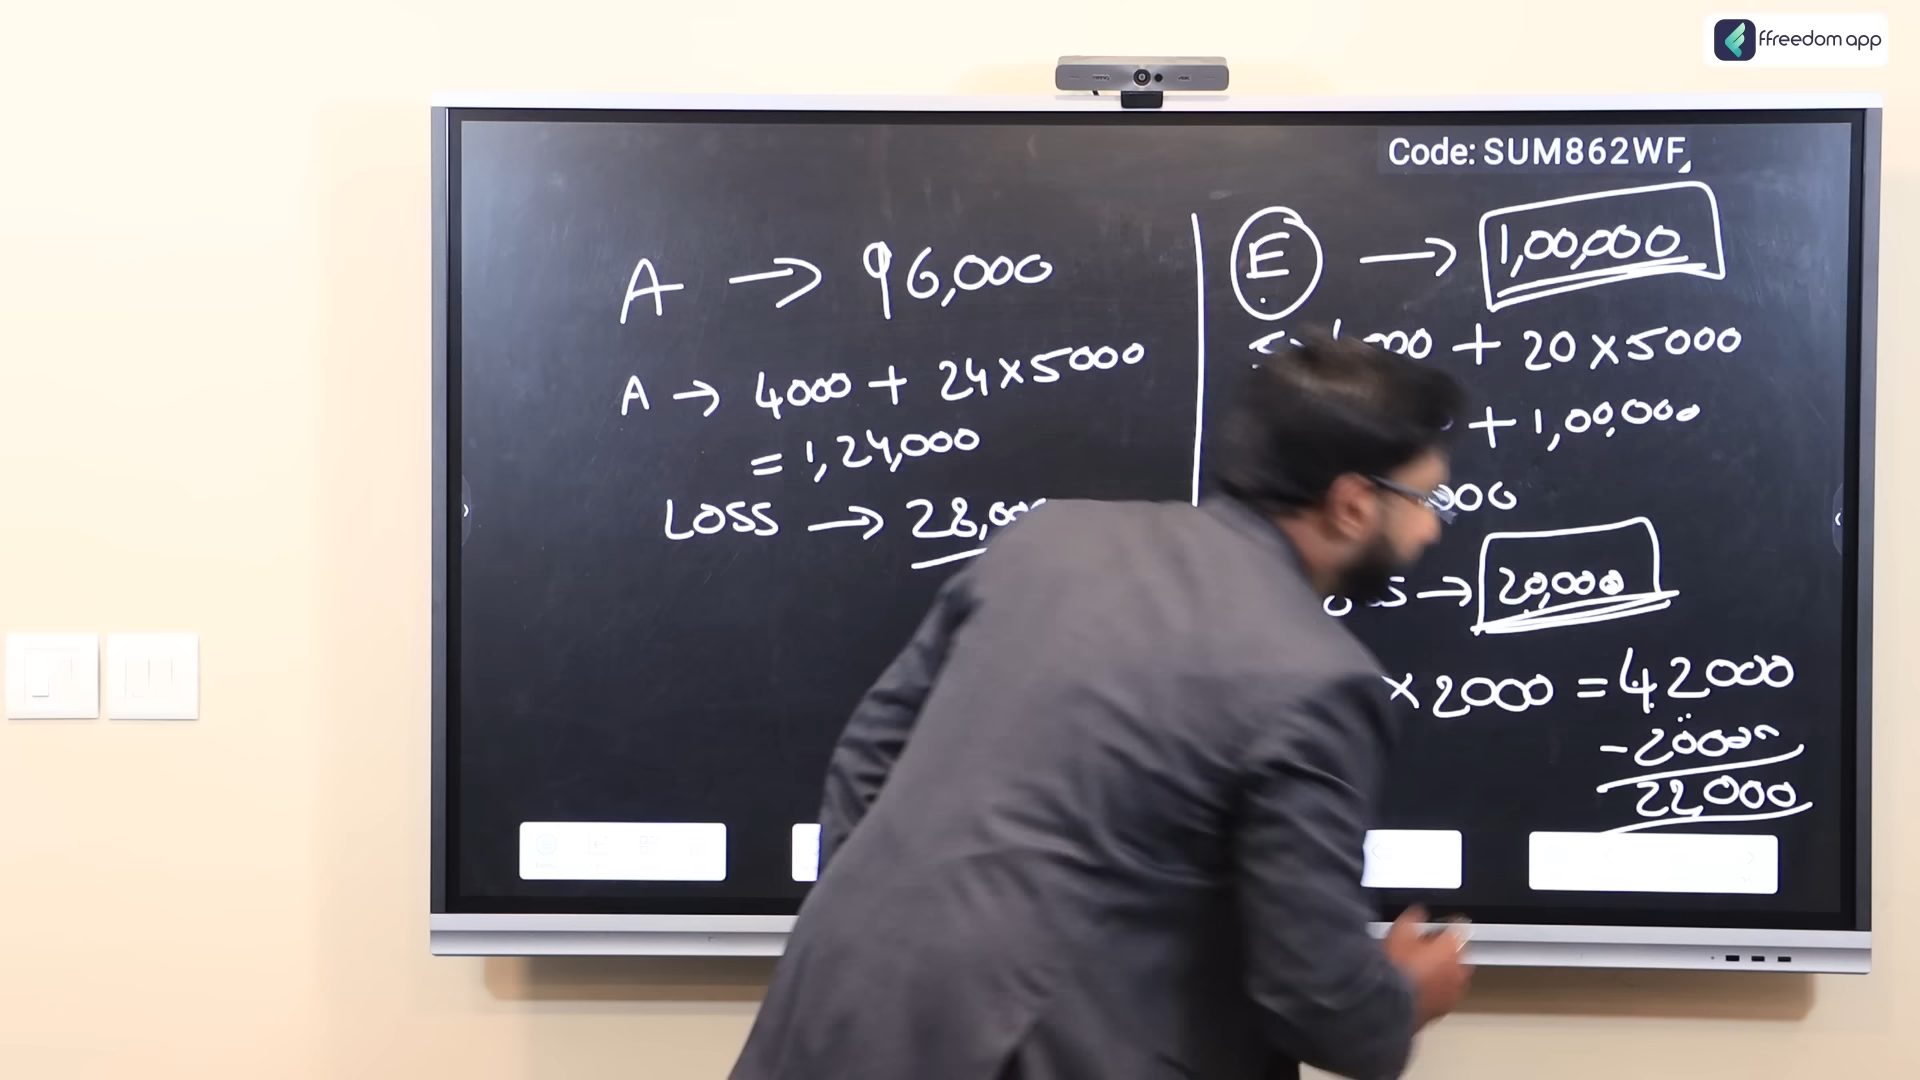 ffreedom app
Code: SUM862WF
A → 96,000
A → 4000 + 24 × 5000
= 1,24,000
LOSS → 28,000
E → 1,00,000
+ 20 × 5000
+ 1,00,000
→ 20,000
× 2000 = 42000
- 20000
22,000